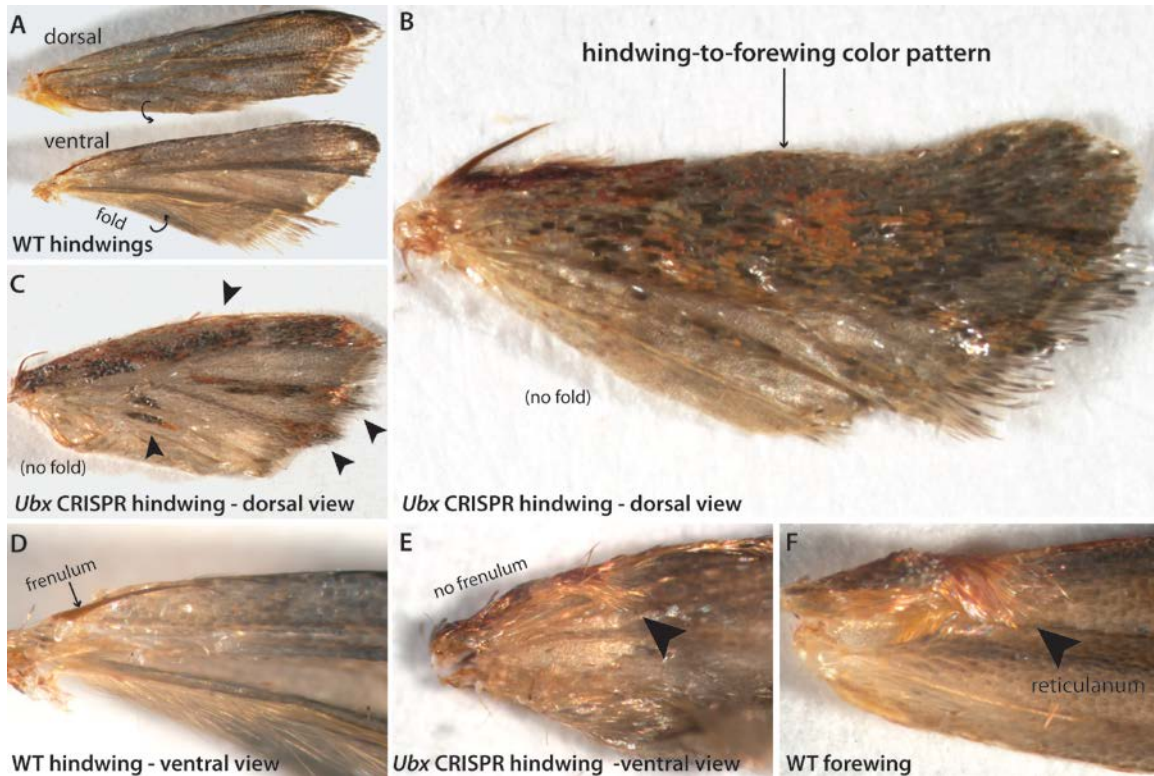 A
dorsal
ventral
fold
WT hindwings
B
hindwing-to-forewing color pattern
(no fold)
Ubx CRISPR hindwing - dorsal view
C
(no fold)
Ubx CRISPR hindwing - dorsal view
D
frenulum
WT hindwing - ventral view
E
no frenulum
Ubx CRISPR hindwing -ventral view
F
reticulanum
WT forewing